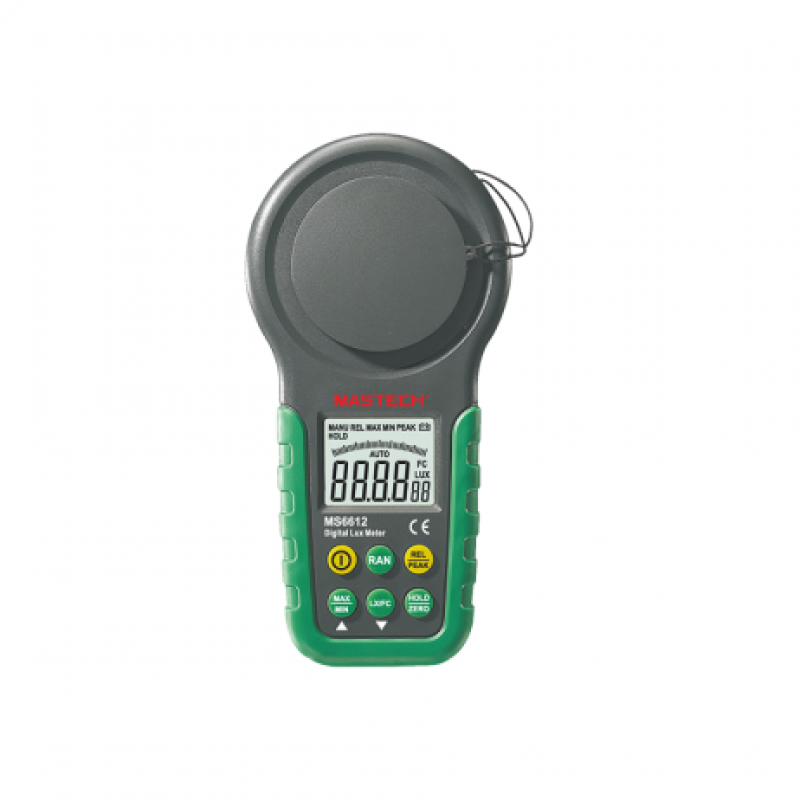 MASTECH®
MANU REL MAX MIN PEAK
HOLD
AUTO
FC
LUX
88.8.8 88
MS6612
CE
Digital Lux Meter
RAN
REL
PEAK
MAX
MIN
LX/FC
HOLD
ZERO